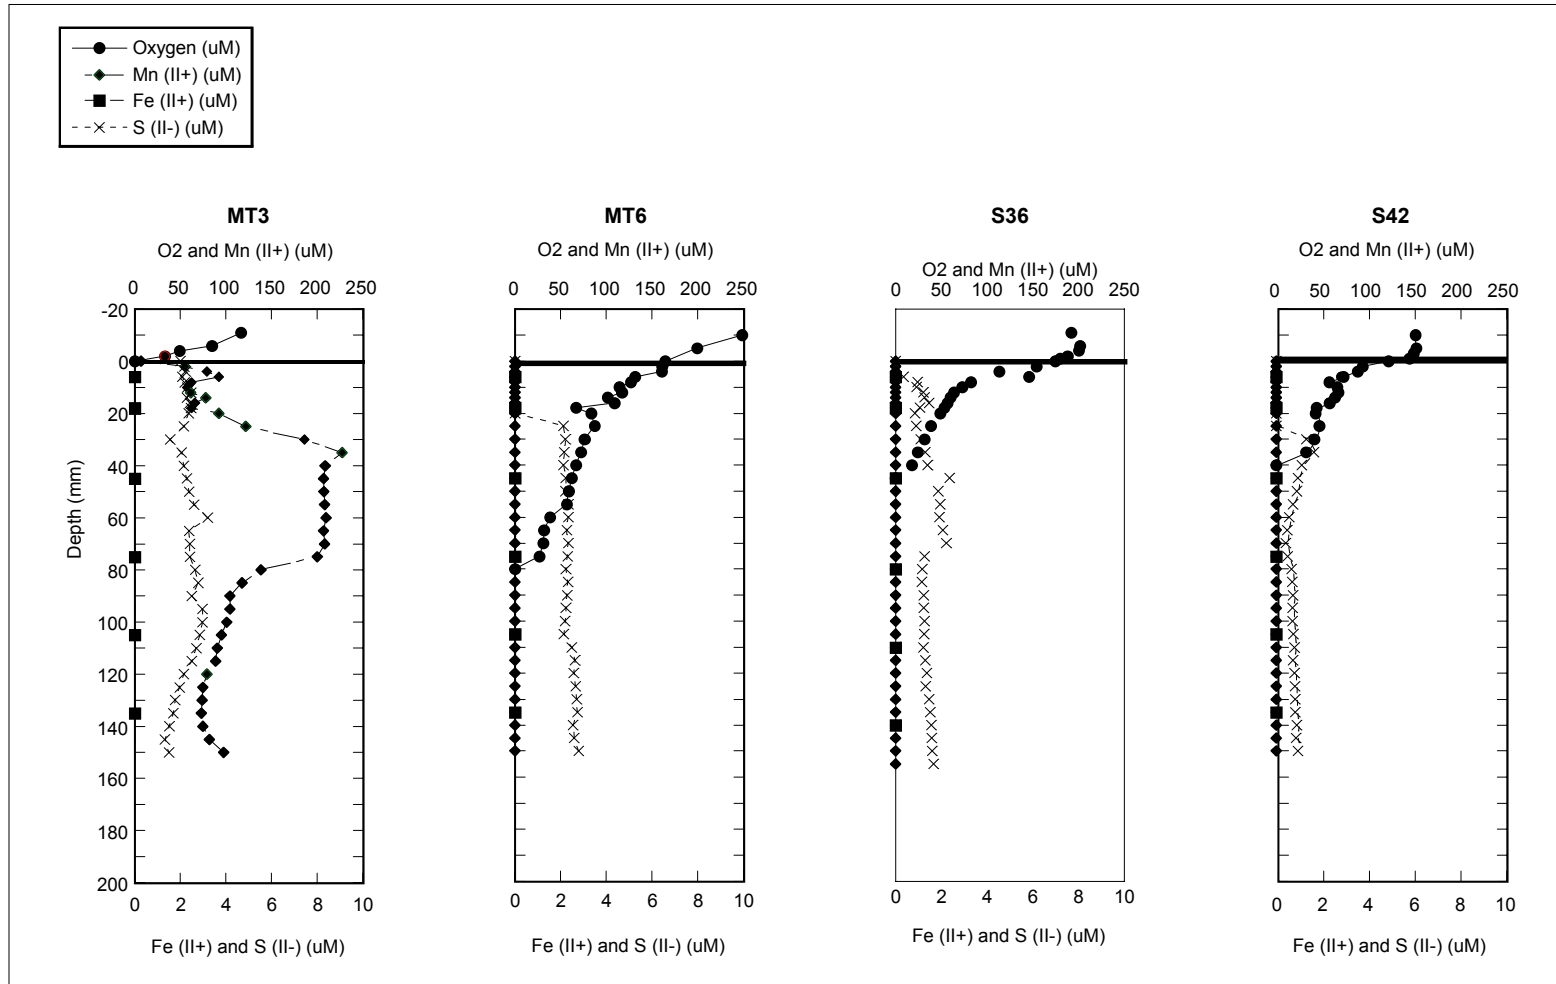 Oxygen (uM)
Mn (II+) (uM)
Fe (II+) (uM)
S (II-) (uM)
MT3
O2 and Mn (II+) (uM)
0 50 100 150 200 250
Depth (mm)
-20
0
20
40
60
80
100
120
140
160
180
200
0 2 4 6 8 10
Fe (II+) and S (II-) (uM)
MT6
O2 and Mn (II+) (uM)
0 50 100 150 200 250
0 2 4 6 8 10
Fe (II+) and S (II-) (uM)
S36
O2 and Mn (II+) (uM)
0 50 100 150 200 250
0 2 4 6 8 10
Fe (II+) and S (II-) (uM)
S42
O2 and Mn (II+) (uM)
0 50 100 150 200 250
0 2 4 6 8 10
Fe (II+) and S (II-) (uM)